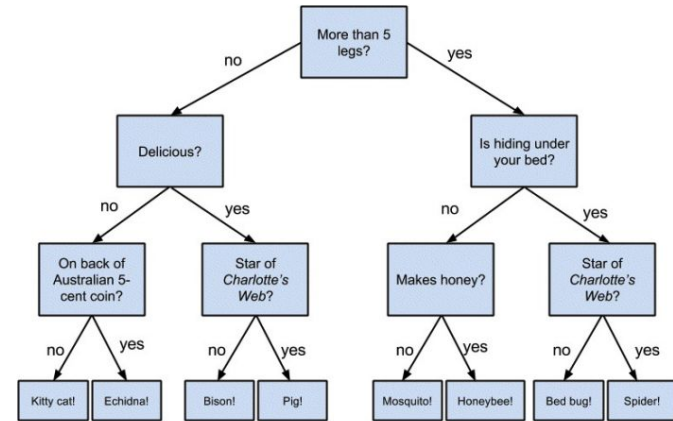 More than 5
legs?
no
yes
Delicious?
Is hiding under
your bed?
no
yes
no
yes
On back of
Australian 5-
cent coin?
Star of
Charlotte's
Web?
Makes honey?
Star of
Charlotte's
Web?
no
yes
no
yes
no
yes
no
yes
Kitty cat!
Echidna!
Bison!
Pig!
Mosquito!
Honeybee!
Bed bug!
Spider!